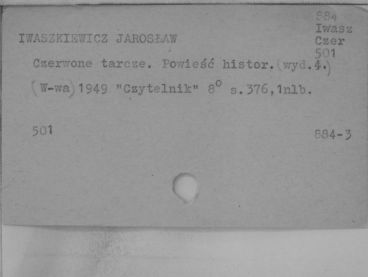 884
Iwasz
Czer
501
IWASZKIEWICZ JAROSŁAW
Czerwone tarcze. Powieść histor.(wyd.4.)
(W-wa)1949 "Czytelnik" 8° s.376,1nlb.
501
884-3